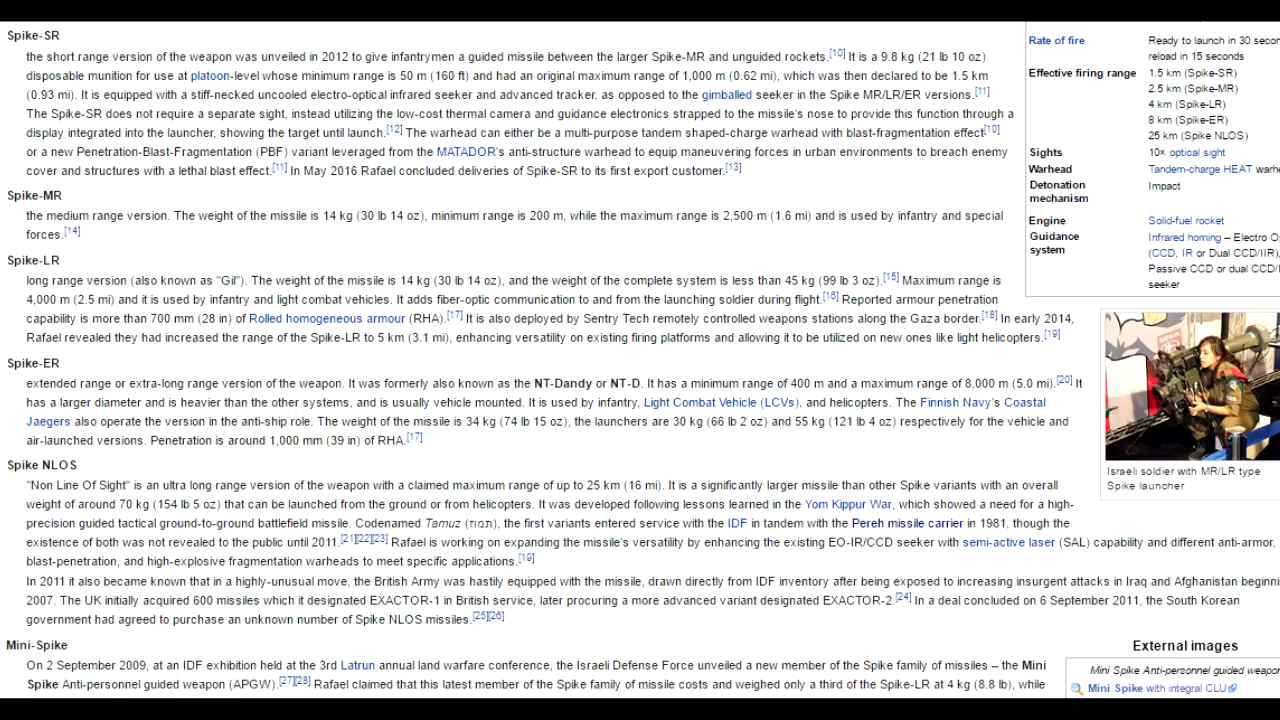 Spike-SR
the short range version of the weapon was unveiled in 2012 to give infantrymen a guided missile between the larger Spike-MR and unguided rockets.[10] It is a 9.8 kg (21 lb 10 oz)
disposable munition for use at platoon-level whose minimum range is 50 m (160 ft) and had an original maximum range of 1,000 m (0.62 mi), which was then declared to be 1.5 km
(0.93 mi). It is equipped with a stiff-necked uncooled electro-optical infrared seeker and advanced tracker, as opposed to the gimballed seeker in the Spike MR/LR/ER versions.[11]
The Spike-SR does not require a separate sight, instead utilizing the low-cost thermal camera and guidance electronics strapped to the missile's nose to provide this function through a
display integrated into the launcher, showing the target until launch.[12] The warhead can either be a multi-purpose tandem shaped-charge warhead with blast-fragmentation effect[10]
or a new Penetration-Blast-Fragmentation (PBF) variant leveraged from the MATADOR's anti-structure warhead to equip maneuvering forces in urban environments to breach enemy
cover and structures with a lethal blast effect.[11] In May 2016 Rafael concluded deliveries of Spike-SR to its first export customer.[13]
Spike-MR
the medium range version. The weight of the missile is 14 kg (30 lb 14 oz), minimum range is 200 m, while the maximum range is 2,500 m (1.6 mi) and is used by infantry and special
forces.[14]
Spike-LR
long range version (also known as "Gil"). The weight of the missile is 14 kg (30 lb 14 oz), and the weight of the complete system is less than 45 kg (99 lb 3 oz).[15] Maximum range is
4,000 m (2.5 mi) and it is used by infantry and light combat vehicles. It adds fiber-optic communication to and from the launching soldier during flight.[16] Reported armour penetration
capability is more than 700 mm (28 in) of Rolled homogeneous armour (RHA).[17] It is also deployed by Sentry Tech remotely controlled weapons stations along the Gaza border.[18] In early 2014,
Rafael revealed they had increased the range of the Spike-LR to 5 km (3.1 mi), enhancing versatility on existing firing platforms and allowing it to be utilized on new ones like light helicopters.[19]
Spike-ER
extended range or extra-long range version of the weapon. It was formerly also known as the NT-Dandy or NT-D. It has a minimum range of 400 m and a maximum range of 8,000 m (5.0 mi).[20] It
has a larger diameter and is heavier than the other systems, and is usually vehicle mounted. It is used by infantry, Light Combat Vehicle (LCVs), and helicopters. The Finnish Navy's Coastal
Jaegers also operate the version in the anti-ship role. The weight of the missile is 34 kg (74 lb 15 oz), the launchers are 30 kg (66 lb 2 oz) and 55 kg (121 lb 4 oz) respectively for the vehicle and
air-launched versions. Penetration is around 1,000 mm (39 in) of RHA.[17]
Spike NLOS
"Non Line Of Sight" is an ultra long range version of the weapon with a claimed maximum range of up to 25 km (16 mi). It is a significantly larger missile than other Spike variants with an overall
weight of around 70 kg (154 lb 5 oz) that can be launched from the ground or from helicopters. It was developed following lessons learned in the Yom Kippur War, which showed a need for a high-
precision guided tactical ground-to-ground battlefield missile. Codenamed Tamuz (תמוז), the first variants entered service with the IDF in tandem with the Pereh missile carrier in 1981, though the
existence of both was not revealed to the public until 2011.[21][22][23] Rafael is working on expanding the missile's versatility by enhancing the existing EO-IR/CCD seeker with semi-active laser (SAL) capability and different anti-armor,
blast-penetration, and high-explosive fragmentation warheads to meet specific applications.[19]
In 2011 it also became known that in a highly-unusual move, the British Army was hastily equipped with the missile, drawn directly from IDF inventory after being exposed to increasing insurgent attacks in Iraq and Afghanistan beginni
2007. The UK initially acquired 600 missiles which it designated EXACTOR-1 in British service, later procuring a more advanced variant designated EXACTOR-2.[24] In a deal concluded on 6 September 2011, the South Korean
government had agreed to purchase an unknown number of Spike NLOS missiles.[25][26]
Mini-Spike
On 2 September 2009, at an IDF exhibition held at the 3rd Latrun annual land warfare conference, the Israeli Defense Force unveiled a new member of the Spike family of missiles – the Mini
Spike Anti-personnel guided weapon (APGW).[27][28] Rafael claimed that this latest member of the Spike family of missile costs and weighed only a third of the Spike-LR at 4 kg (8.8 lb), while
Rate of fire Ready to launch in 30 secon
reload in 15 seconds
Effective firing range 1.5 km (Spike-SR)
2.5 km (Spike-MR)
4 km (Spike-LR)
8 km (Spike-ER)
25 km (Spike NLOS)
Sights 10× optical sight
Warhead Tandem-charge HEAT warhe
Detonation mechanism Impact
Engine Solid-fuel rocket
Guidance system Infrared homing – Electro O
(CCD, IR or Dual CCD/IIR),
Passive CCD or dual CCD/
seeker
Israeli soldier with MR/LR type
Spike launcher
External images
Mini Spike Anti-personnel guided weapo
Mini Spike with integral CLU